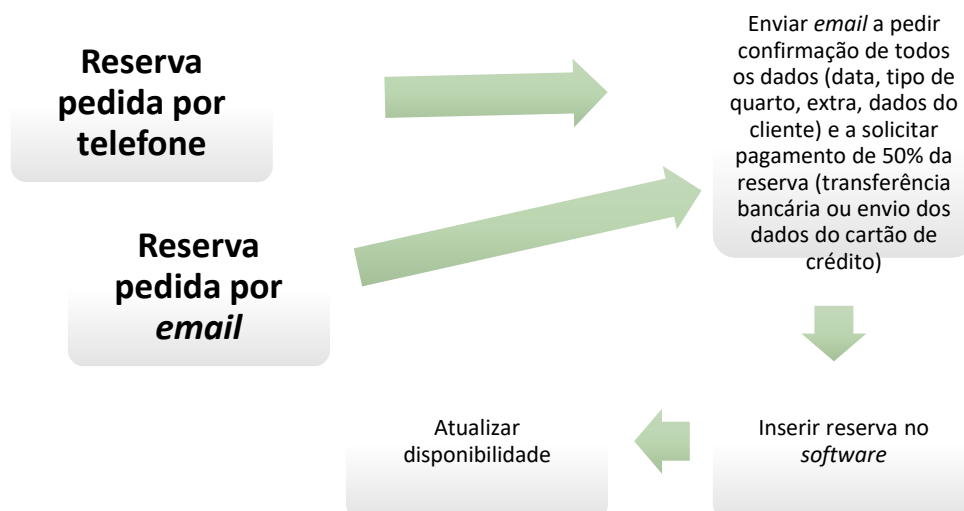 Reserva
pedida por
telefone
Enviar email a pedir
confirmação de todos
os dados (data, tipo de
quarto, extra, dados do
cliente) e a solicitar
pagamento de 50% da
reserva (transferência
bancária ou envio dos
dados do cartão de
crédito)
Reserva
pedida por
email
Atualizar
disponibilidade
Inserir reserva no
software